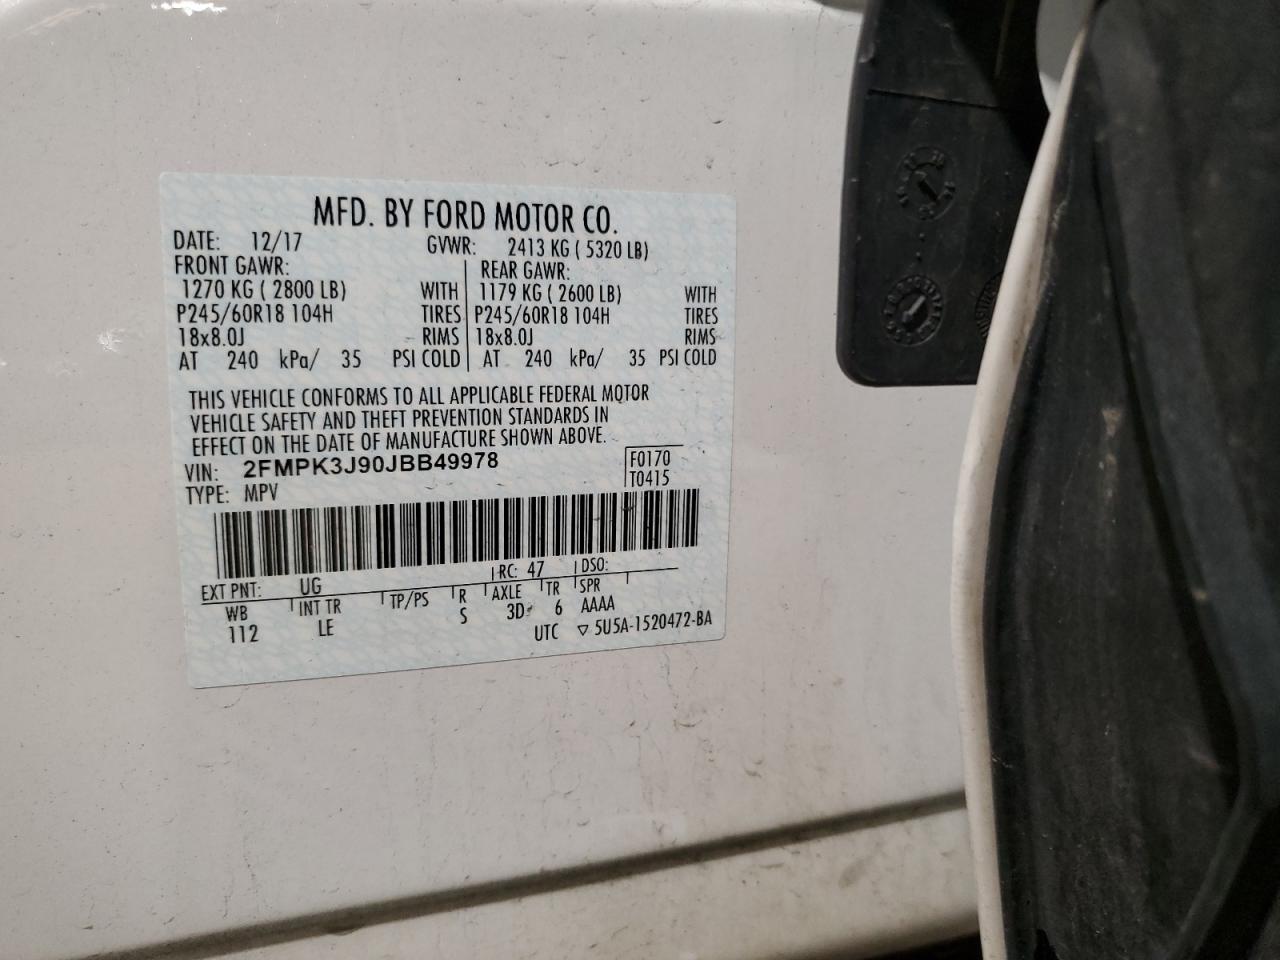 MFD. BY FORD MOTOR CO.
DATE: 12/17 GVWR: 2413 KG ( 5320 LB)
FRONT GAWR: REAR GAWR:
1270 KG ( 2800 LB) WITH 1179 KG ( 2600 LB) WITH
P245/60R18 104H TIRES P245/60R18 104H TIRES
18x8.0J RIMS 18x8.0J RIMS
AT 240 kPa/ 35 PSI COLD AT 240 kPa/ 35 PSI COLD
THIS VEHICLE CONFORMS TO ALL APPLICABLE FEDERAL MOTOR
VEHICLE SAFETY AND THEFT PREVENTION STANDARDS IN
EFFECT ON THE DATE OF MANUFACTURE SHOWN ABOVE.
VIN: 2FMPK3J90JBB49978 F0170
TYPE: MPV T0415
EXT PNT: UG RC: 47 DSO:
WB INT TR TP/PS R AXLE TR SPR
112 LE S 3D 6 AAAA
UTC ▽ 5U5A-1520472-BA